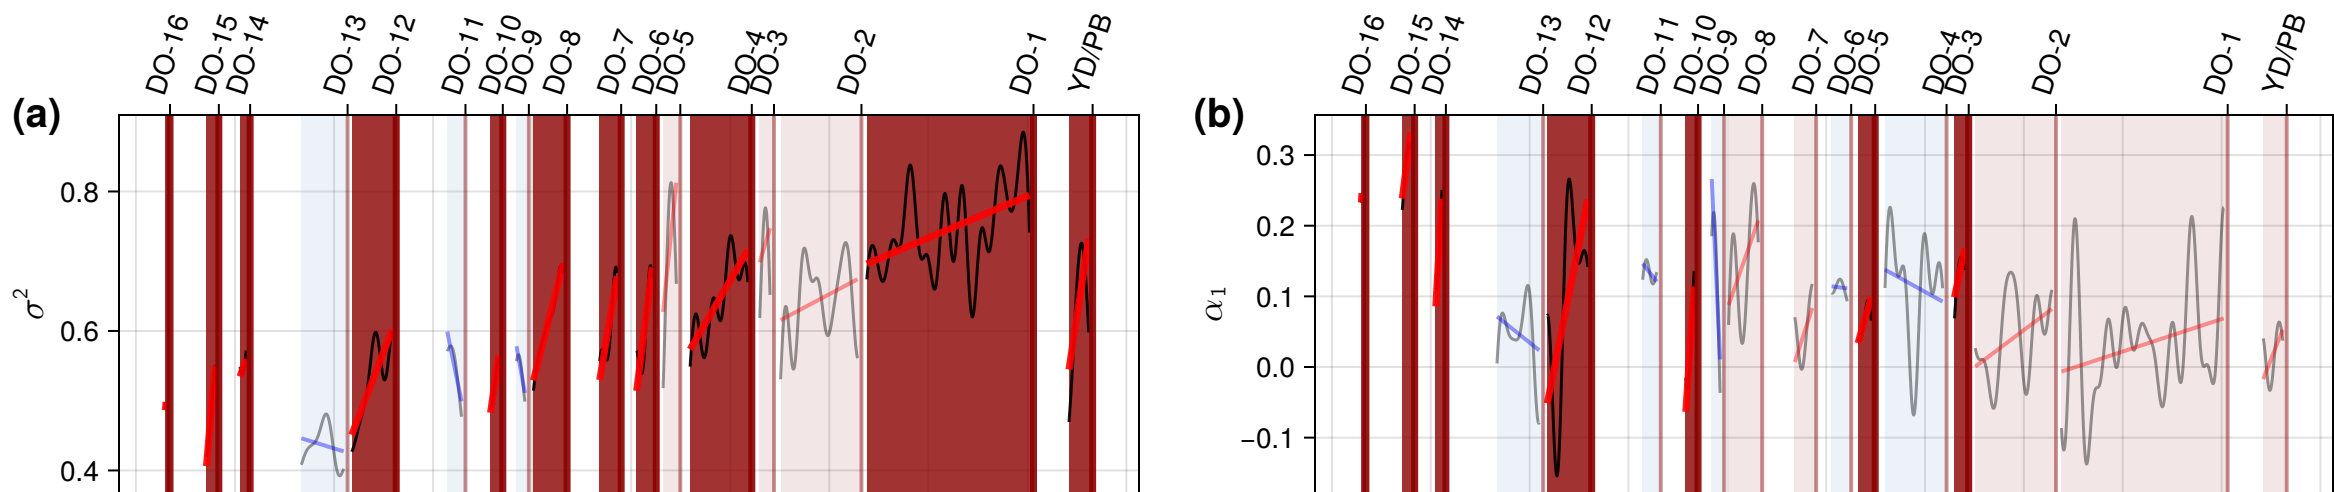 DO-16 DO-15 DO-14 DO-13 DO-12 DO-11 DO-10 DO-9 DO-8 DO-7 DO-6 DO-5 DO-4 DO-3 DO-2 DO-1 YD/PB
(a)
0.8
0.6
0.4
σ²
DO-16 DO-15 DO-14 DO-13 DO-12 DO-11 DO-10 DO-9 DO-8 DO-7 DO-6 DO-5 DO-4 DO-3 DO-2 DO-1 YD/PB
(b)
0.3
0.2
0.1
0.0
−0.1
α₁